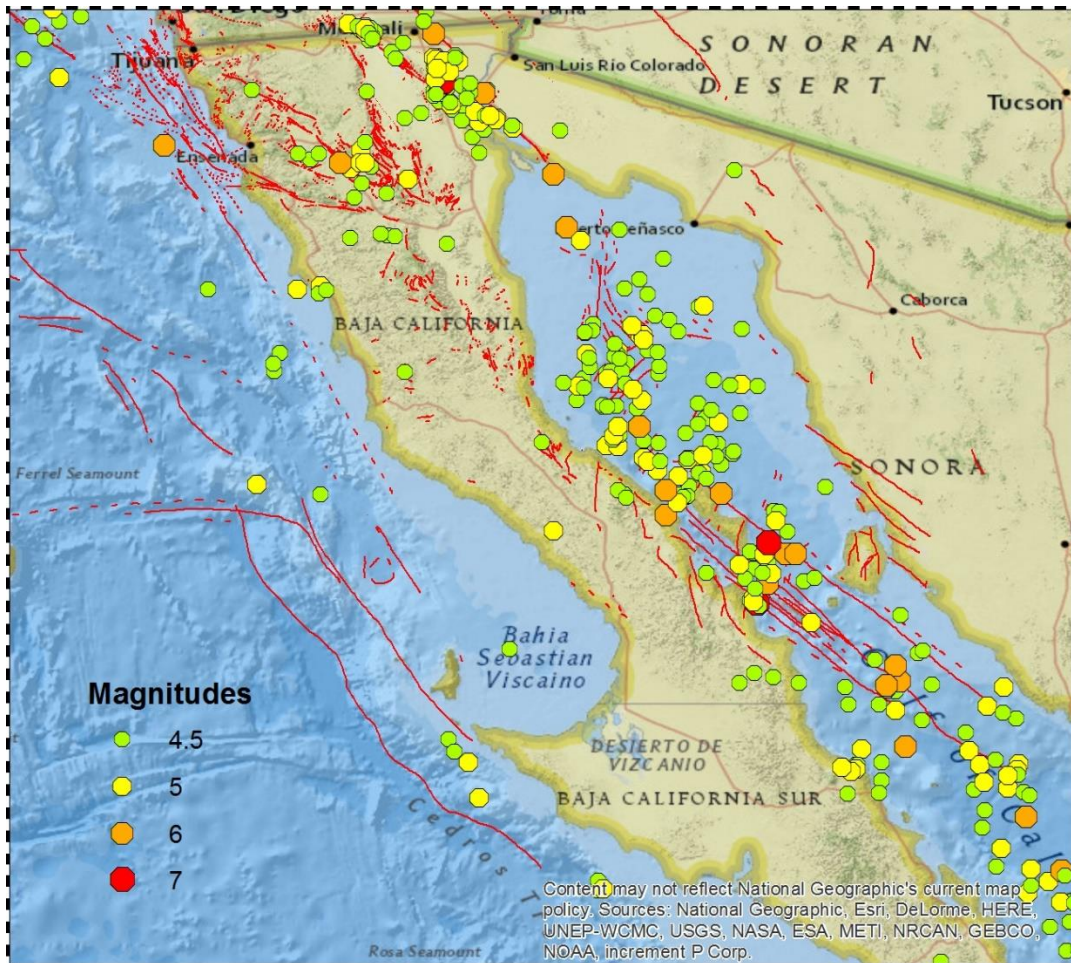 Tijuana
San Luis Río Colorado
SONORAN
DESERT
Tucson
Ensenada
Caborca
BAJA CALIFORNIA
SONORA
Ferrel Seamount
Bahia
Sebastian
Viscaino
Magnitudes
4.5
5
6
7
DESIERTO DE
VIZCANIO
BAJA CALIFORNIA SUR
Cedros
Rosa Seamount
Content may not reflect National Geographic's current map
policy. Sources: National Geographic, Esri, DeLorme, HERE,
UNEP-WCMC, USGS, NASA, ESA, METI, NRCAN, GEBCO,
NOAA, increment P Corp.